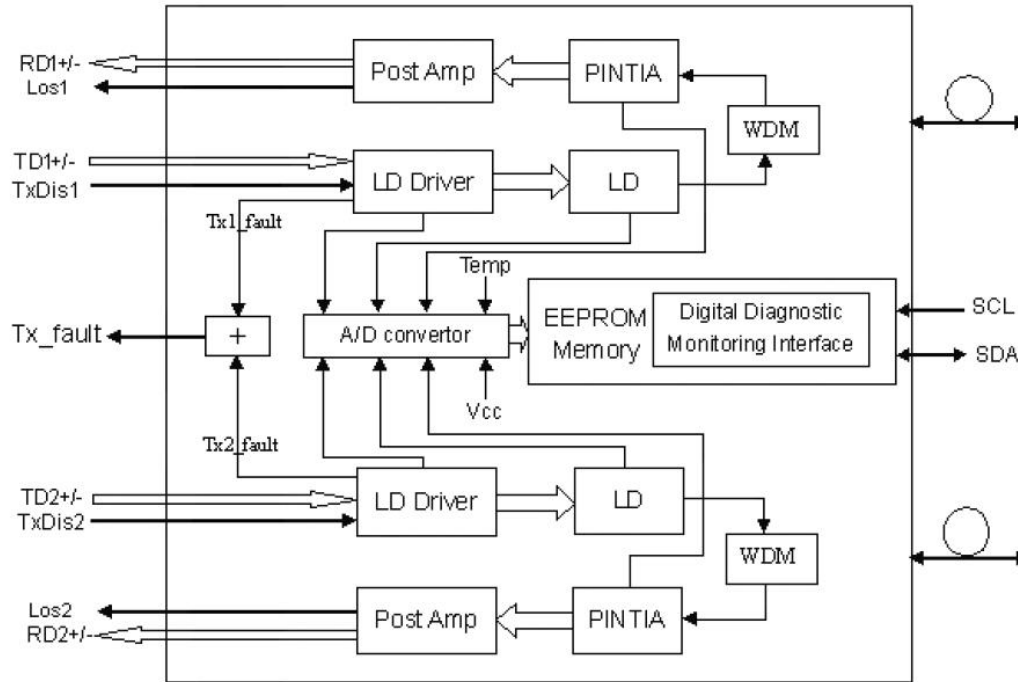 RD1+/-
Los1
Post Amp
PINTIA
WDM
TD1+/-
TxDis1
LD Driver
LD
Tx1_fault
Temp
Tx_fault
+
A/D convertor
EEPROM
Memory
Digital Diagnostic
Monitoring Interface
SCL
SDA
Vcc
Tx2_fault
TD2+/-
TxDis2
LD Driver
LD
WDM
Los2
RD2+/-
Post Amp
PINTIA